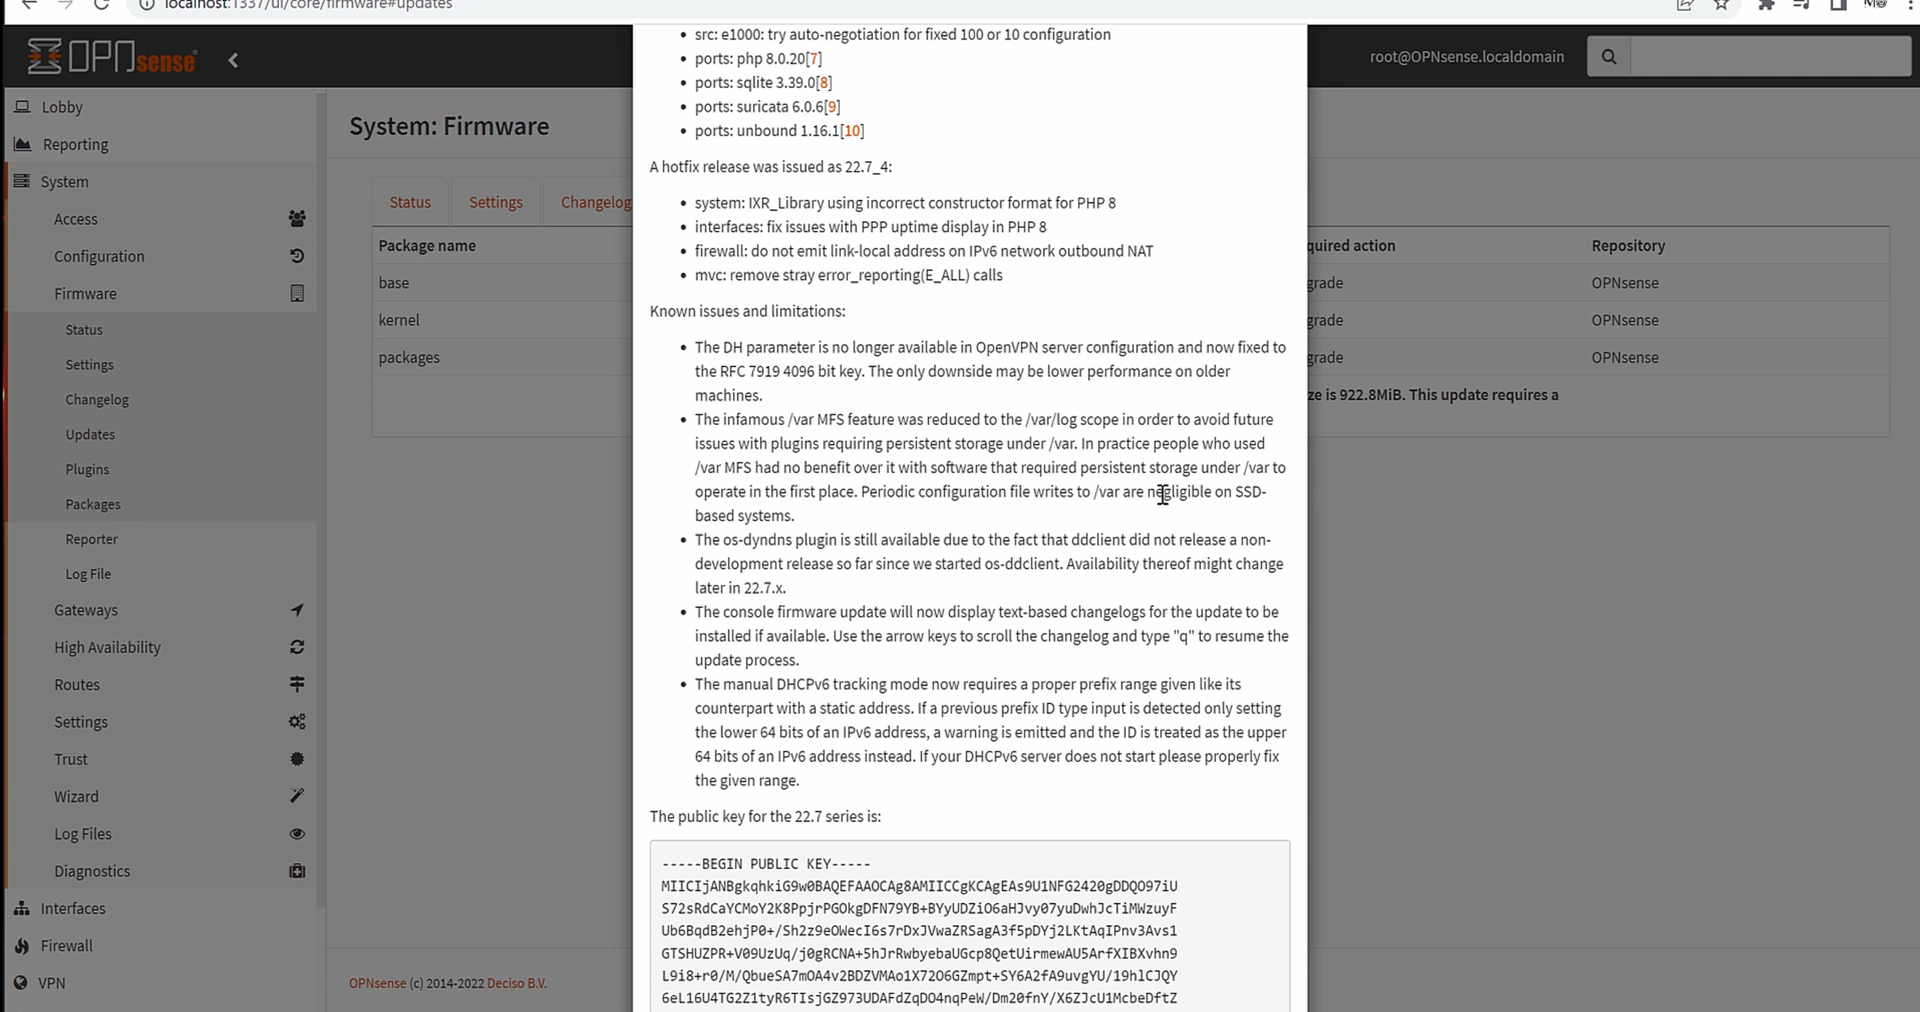 localhost:1337/ui/core/firmware#updates
OPNsense
root@OPNsense.localdomain
Lobby
Reporting
System
Access
Configuration
Firmware
Status
Settings
Changelog
Updates
Plugins
Packages
Reporter
Log File
Gateways
High Availability
Routes
Settings
Trust
Wizard
Log Files
Diagnostics
Interfaces
Firewall
VPN
System: Firmware
Status
Settings
Changelog
Package name
quired action
Repository
base
grade
OPNsense
kernel
grade
OPNsense
packages
grade
OPNsense
ze is 922.8MiB. This update requires a
• src: e1000: try auto-negotiation for fixed 100 or 10 configuration
• ports: php 8.0.20[7]
• ports: sqlite 3.39.0[8]
• ports: suricata 6.0.6[9]
• ports: unbound 1.16.1[10]
A hotfix release was issued as 22.7_4:
• system: IXR_Library using incorrect constructor format for PHP 8
• interfaces: fix issues with PPP uptime display in PHP 8
• firewall: do not emit link-local address on IPv6 network outbound NAT
• mvc: remove stray error_reporting(E_ALL) calls
Known issues and limitations:
• The DH parameter is no longer available in OpenVPN server configuration and now fixed to
the RFC 7919 4096 bit key. The only downside may be lower performance on older
machines.
• The infamous /var MFS feature was reduced to the /var/log scope in order to avoid future
issues with plugins requiring persistent storage under /var. In practice people who used
/var MFS had no benefit over it with software that required persistent storage under /var to
operate in the first place. Periodic configuration file writes to /var are negligible on SSD-
based systems.
• The os-dyndns plugin is still available due to the fact that ddclient did not release a non-
development release so far since we started os-ddclient. Availability thereof might change
later in 22.7.x.
• The console firmware update will now display text-based changelogs for the update to be
installed if available. Use the arrow keys to scroll the changelog and type "q" to resume the
update process.
• The manual DHCPv6 tracking mode now requires a proper prefix range given like its
counterpart with a static address. If a previous prefix ID type input is detected only setting
the lower 64 bits of an IPv6 address, a warning is emitted and the ID is treated as the upper
64 bits of an IPv6 address instead. If your DHCPv6 server does not start please properly fix
the given range.
The public key for the 22.7 series is:
-----BEGIN PUBLIC KEY-----
MIICIjANBgkqhkiG9w0BAQEFAAOCAg8AMIICCgKCAgEAs9U1NFG2420gDDQO97iU
S72sRdCaYCMoY2K8PpjrPGOkgDFN79YB+BYyUDZiO6aHJvy07yuDwhJcTiMWzuyF
Ub6BqdB2ehjP0+/Sh2z9eOWecI6s7rDxJVwaZRSagA3f5pDYj2LKtAqIPnv3Avs1
GTSHUZPR+V09UzUq/j0gRCNA+5hJrRwbyebaUGcp8QetUirmewAU5ArfXIBXvhn9
L9i8+r0/M/QbueSA7mOA4v2BDZVMAo1X72O6GZmpt+SY6A2fA9uvgYU/19hlCJQY
6eL16U4TG2Z1tyR6TIsjGZ973UDAFdZqDO4nqPeW/Dm20fnY/X6ZJcU1McbeDftZ
OPNsense (c) 2014-2022 Deciso B.V.